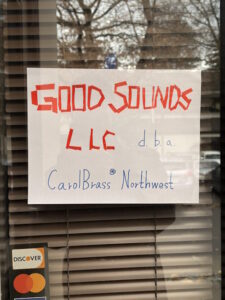 GOOD SOUNDS
LLC d.b.a
CarolBrass® Northwest
DISCOVER